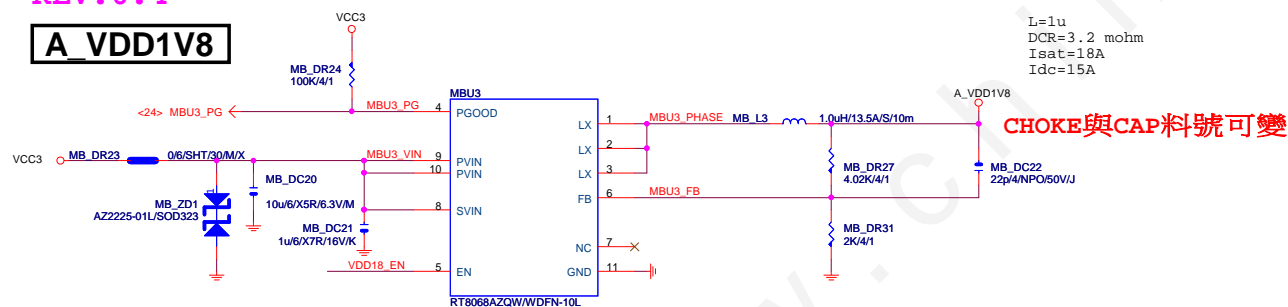 A_VDD1V8
VCC3
MB_DR24
100K/4/1
<24> MBU3_PG
MBU3_PG
4
PGOOD
MBU3
VCC3
MB_DR23
0/6/SHT/30/M/X
MBU3_VIN
9
PVIN
10
PVIN
MB_ZD1
AZ2225-01L/SOD323
MB_DC20
10u/6/X5R/6.3V/M
8
SVIN
MB_DC21
1u/6/X7R/16V/K
VDD18_EN
5
EN
RT8068AZQW/WDFN-10L
LX
1
LX
2
LX
3
FB
6
NC
7
GND
11
MBU3_PHASE
MB_L3
1.0uH/13.5A/S/10m
MBU3_FB
MB_DR27
4.02K/4/1
MB_DR31
2K/4/1
A_VDD1V8
MB_DC22
22p/4/NPO/50V/J
L=1u
DCR=3.2 mohm
Isat=18A
Idc=15A
CHOKE與CAP料號可變